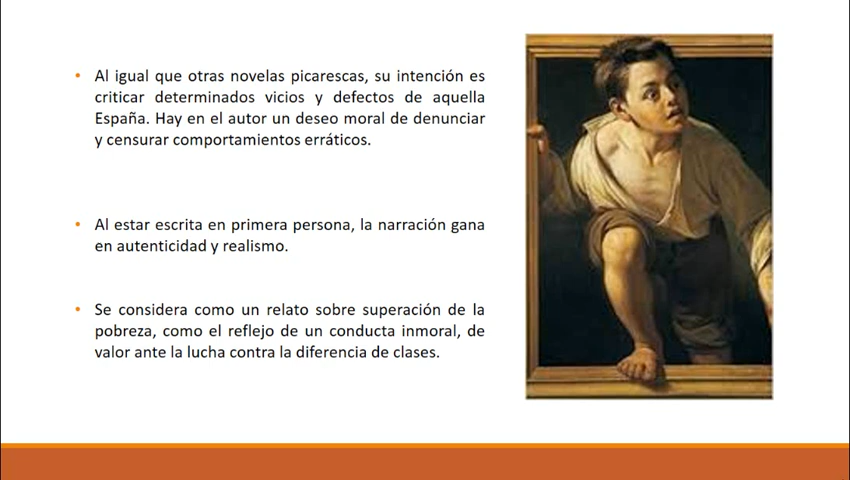 Al igual que otras novelas picarescas, su intención es
criticar determinados vicios y defectos de aquella
España. Hay en el autor un deseo moral de denunciar
y censurar comportamientos erráticos.
Al estar escrita en primera persona, la narración gana
en autenticidad y realismo.
Se considera como un relato sobre superación de la
pobreza, como el reflejo de un conducta inmoral, de
valor ante la lucha contra la diferencia de clases.